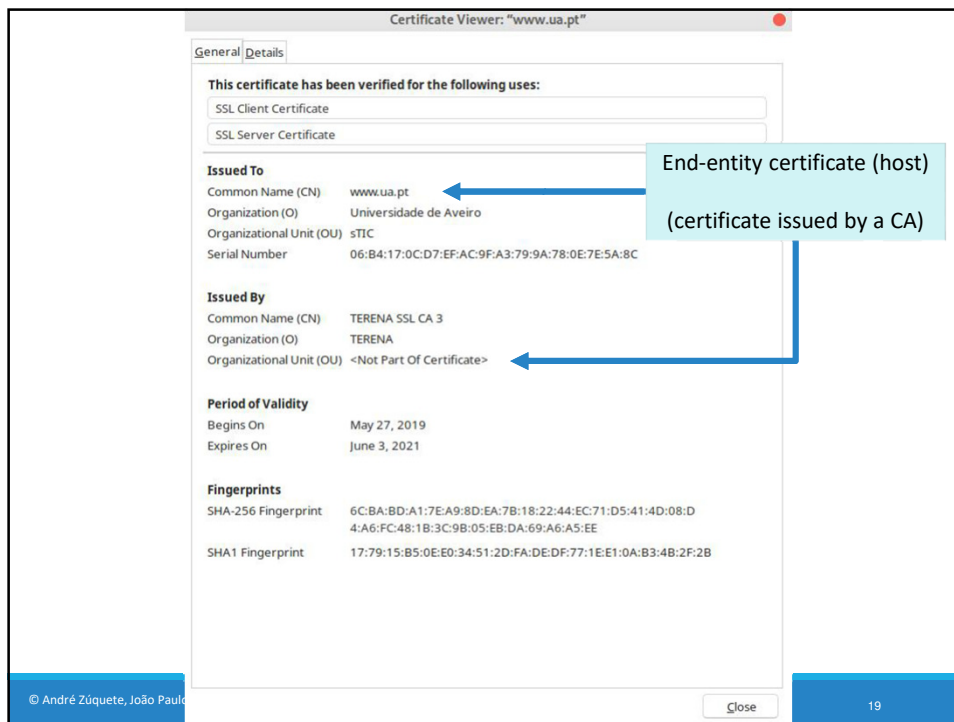 Certificate Viewer: “www.ua.pt”
General Details
This certificate has been verified for the following uses:
SSL Client Certificate
SSL Server Certificate
End-entity certificate (host)
(certificate issued by a CA)
Issued To
Common Name (CN) www.ua.pt
Organization (O) Universidade de Aveiro
Organizational Unit (OU) sTIC
Serial Number 06:B4:17:0C:D7:EF:AC:9F:A3:79:9A:78:0E:7E:5A:8C
Issued By
Common Name (CN) TERENA SSL CA 3
Organization (O) TERENA
Organizational Unit (OU) <Not Part Of Certificate>
Period of Validity
Begins On May 27, 2019
Expires On June 3, 2021
Fingerprints
SHA-256 Fingerprint 6C:BA:BD:A1:7E:A9:8D:EA:7B:18:22:44:EC:71:D5:41:4D:08:D
4:A6:FC:48:1B:3C:9B:05:EB:DA:69:A6:A5:EE
SHA1 Fingerprint 17:79:15:B5:0E:E0:34:51:2D:FA:DE:DF:77:1E:E1:0A:B3:4B:2F:2B
© André Zúquete, João Paulo
Close
19